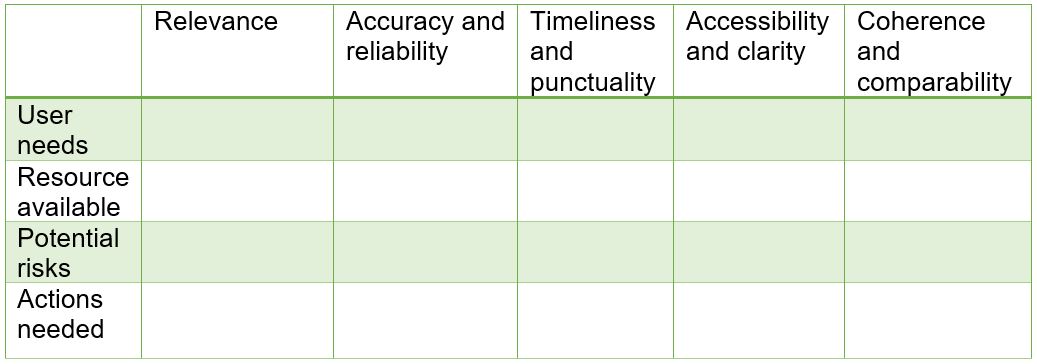 Relevance
Accuracy and
reliability
Timeliness
and
punctuality
Accessibility
and clarity
Coherence
and
comparability
User
needs
Resource
available
Potential
risks
Actions
needed